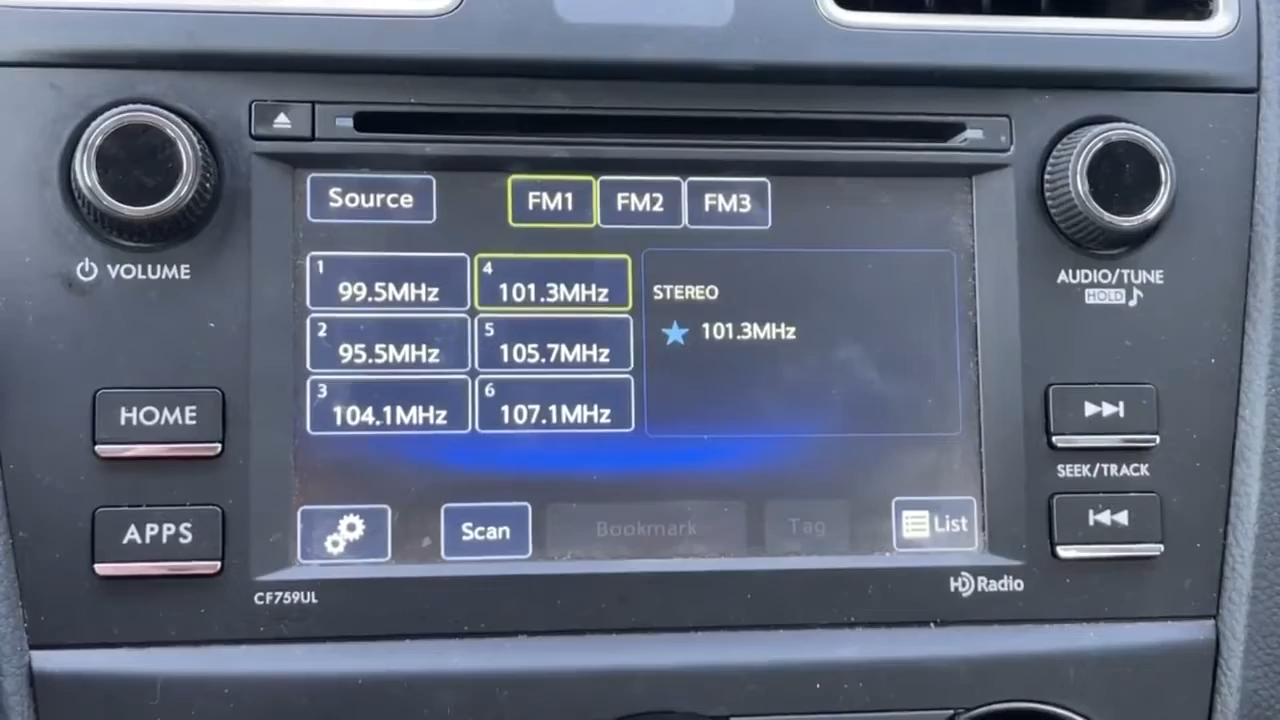 Source
FM1 FM2 FM3
VOLUME
AUDIO/TUNE
HOLD
1
99.5MHz
4
101.3MHz
2
95.5MHz
5
105.7MHz
3
104.1MHz
6
107.1MHz
STEREO
101.3MHz
HOME
APPS
SEEK/TRACK
Scan
Bookmark
Tag
List
CF759UL
HD Radio